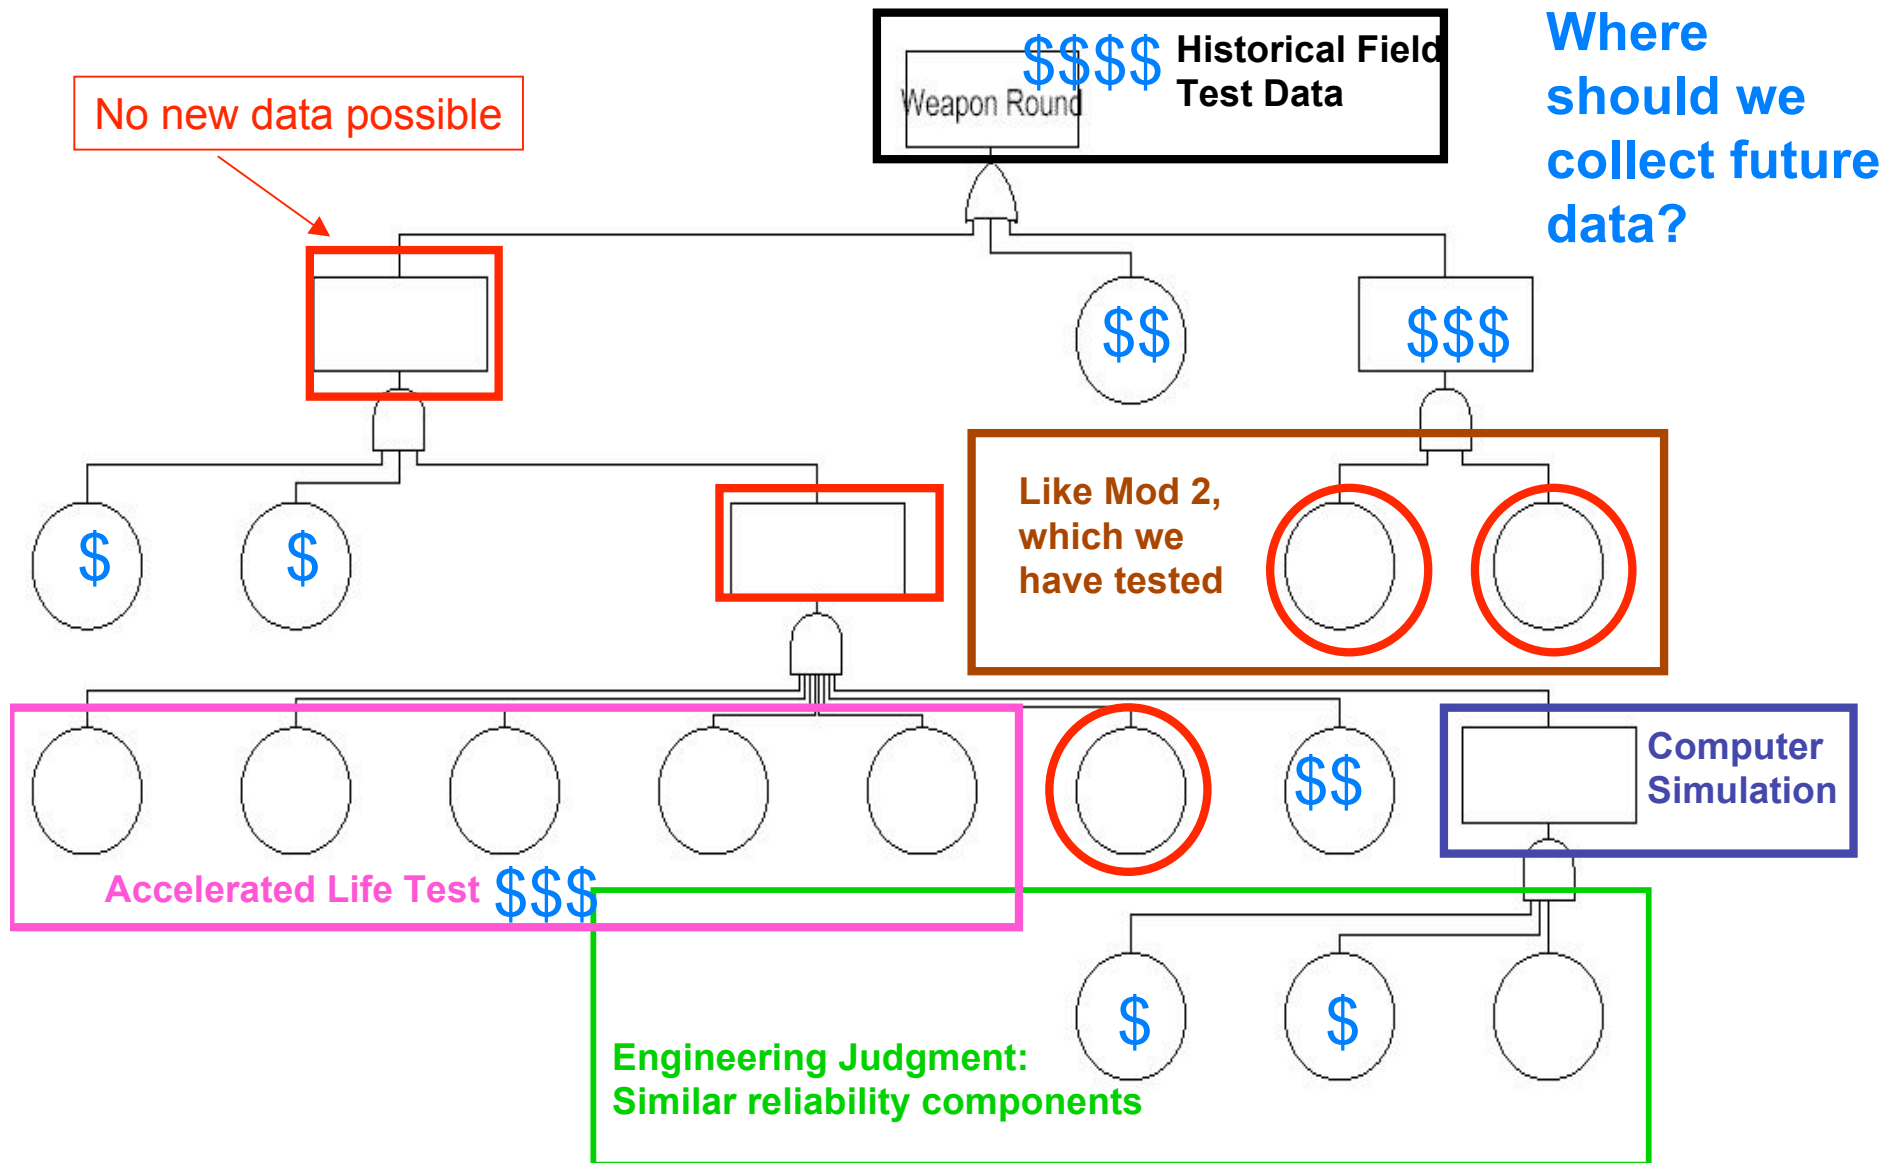 Where
should we
collect future
data?
$$$$
Historical Field
Test Data
Weapon Round
No new data possible
$$
$$$
$
$
Like Mod 2,
which we
have tested
$$
Computer
Simulation
Accelerated Life Test
$$$
$
$
Engineering Judgment:
Similar reliability components